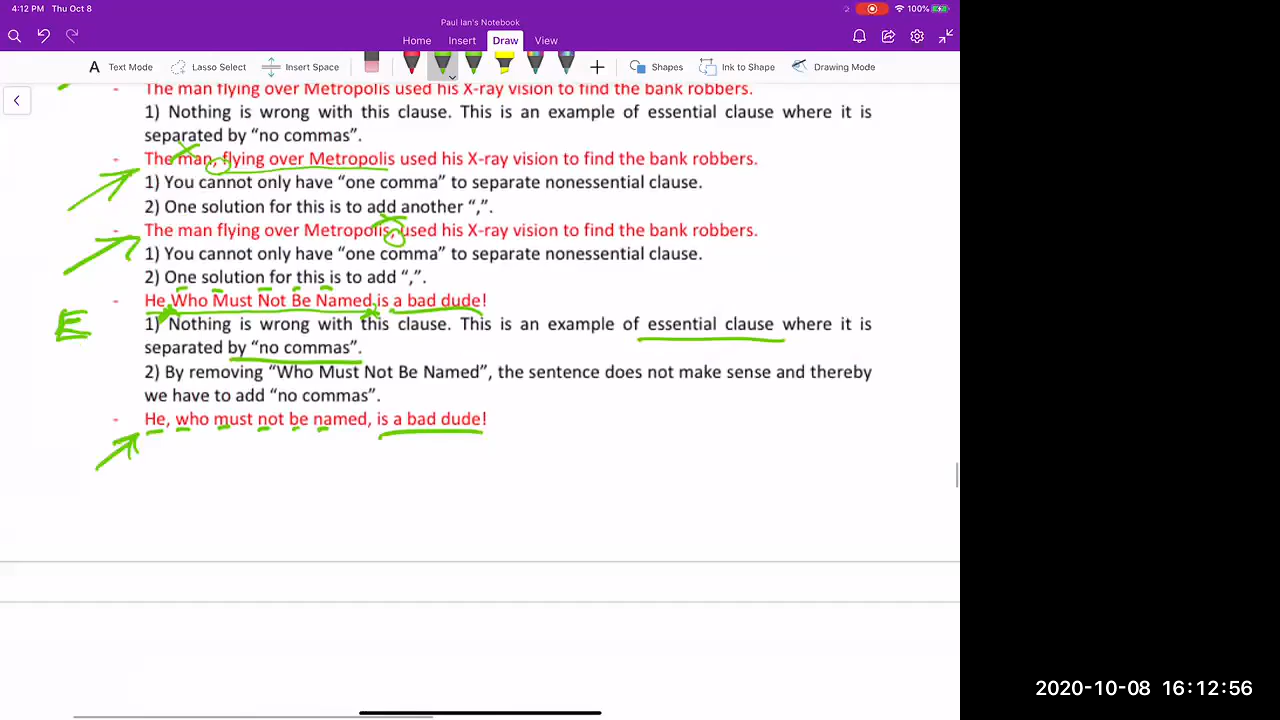 4:12 PM Thu Oct 8
100%
Paul Ian's Notebook
Home Insert Draw View
A Text Mode Lasso Select Insert Space Shapes Ink to Shape Drawing Mode
- The man flying over Metropolis used his X-ray vision to find the bank robbers.
1) Nothing is wrong with this clause. This is an example of essential clause where it is
separated by “no commas”.
- The man, flying over Metropolis used his X-ray vision to find the bank robbers.
1) You cannot only have “one comma” to separate nonessential clause.
2) One solution for this is to add another “,”.
- The man flying over Metropolis, used his X-ray vision to find the bank robbers.
1) You cannot only have “one comma” to separate nonessential clause.
2) One solution for this is to add “,”.
- He Who Must Not Be Named is a bad dude!
E
1) Nothing is wrong with this clause. This is an example of essential clause where it is
separated by “no commas”.
2) By removing “Who Must Not Be Named”, the sentence does not make sense and thereby
we have to add “no commas”.
- He, who must not be named, is a bad dude!
2020-10-08 16:12:56